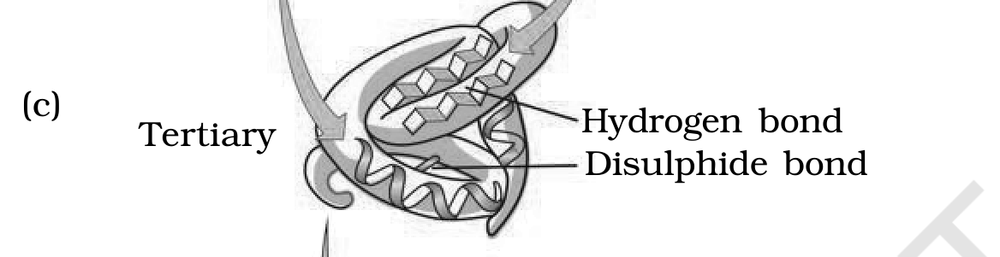 (c)
Tertiary
Hydrogen bond
Disulphide bond